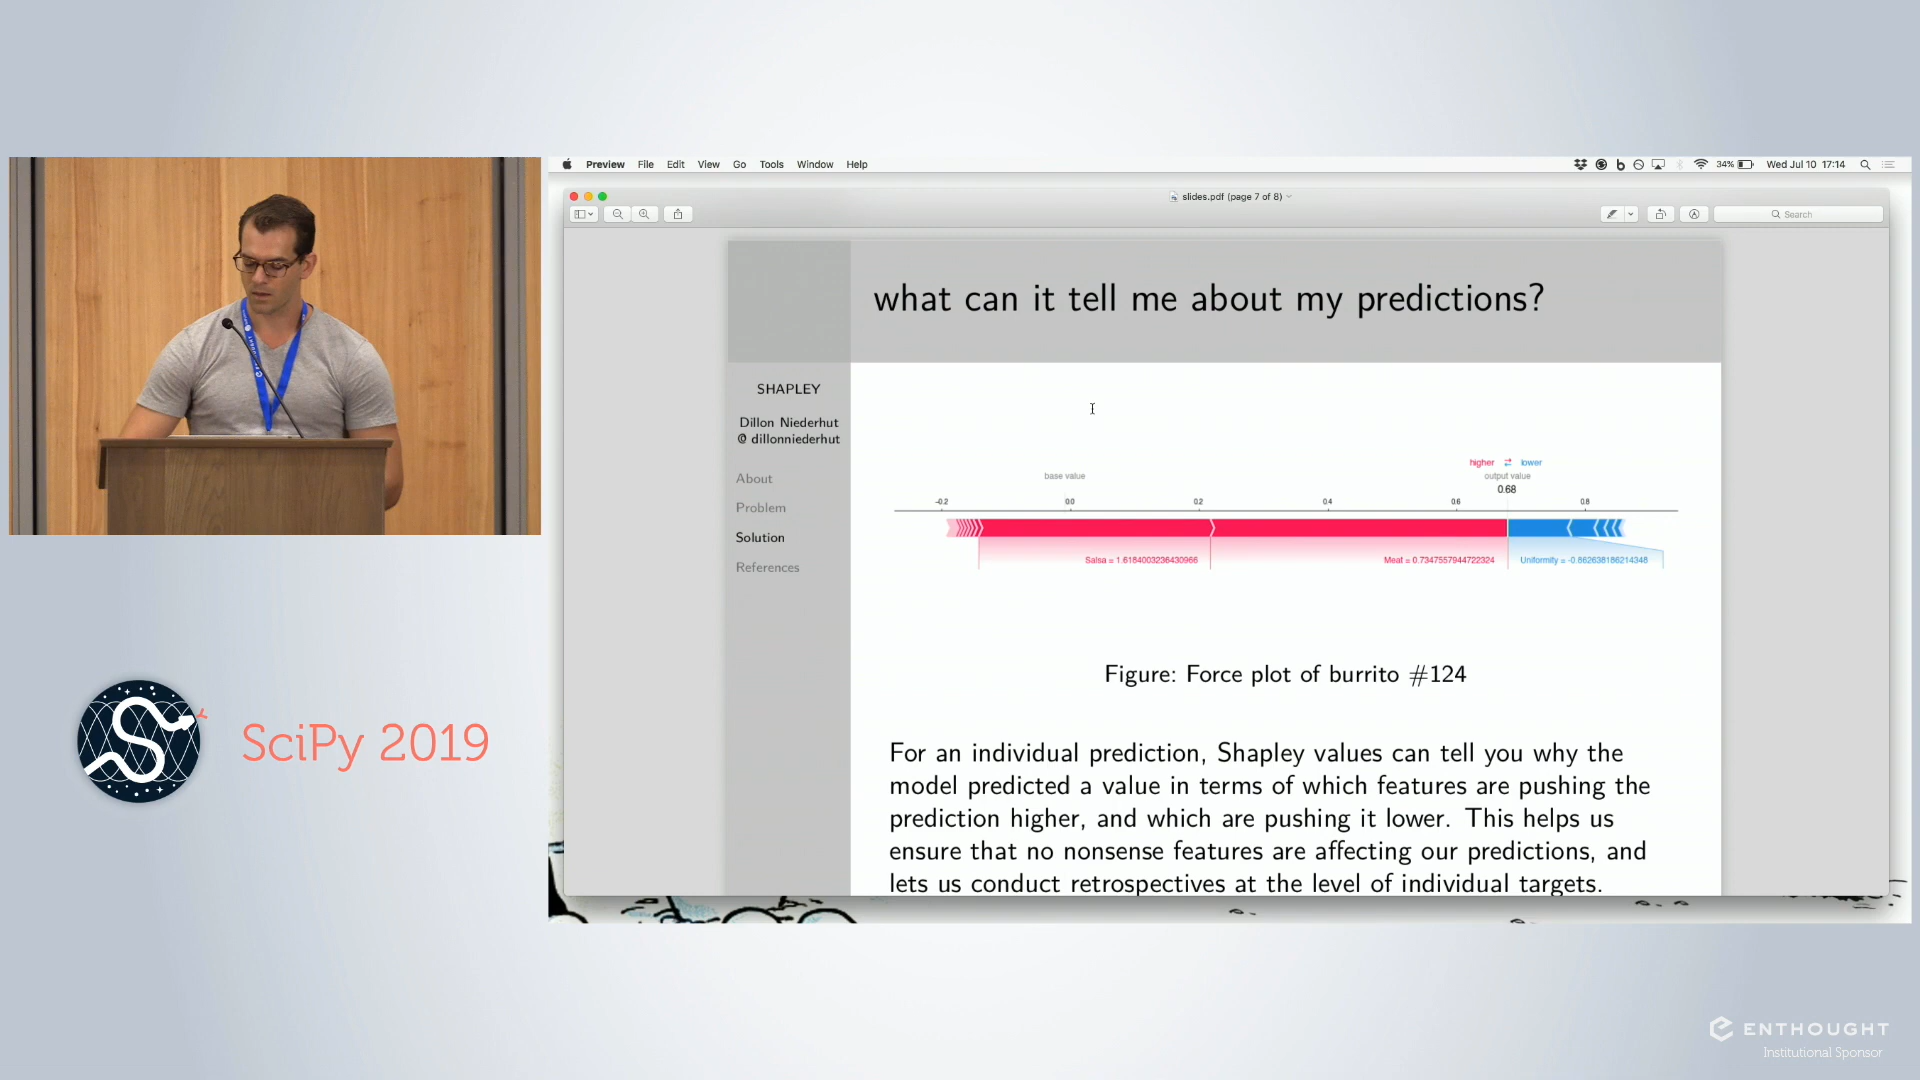 Preview File Edit View Go Tools Window Help
34% Wed Jul 10 17:14
slides.pdf (page 7 of 8)
Search
what can it tell me about my predictions?
SHAPLEY
Dillon Niederhut
@ dillonniederhut
About
Problem
Solution
References
higher lower
base value
output value
0.68
-0.2 0.0 0.2 0.4 0.6 0.8
Salsa = 1.6184003236430966
Meat = 0.7347557944722324
Uniformity = -0.862638186214348
Figure: Force plot of burrito #124
For an individual prediction, Shapley values can tell you why the
model predicted a value in terms of which features are pushing the
prediction higher, and which are pushing it lower. This helps us
ensure that no nonsense features are affecting our predictions, and
lets us conduct retrospectives at the level of individual targets.
SciPy 2019
ENTHOUGHT
Institutional Sponsor